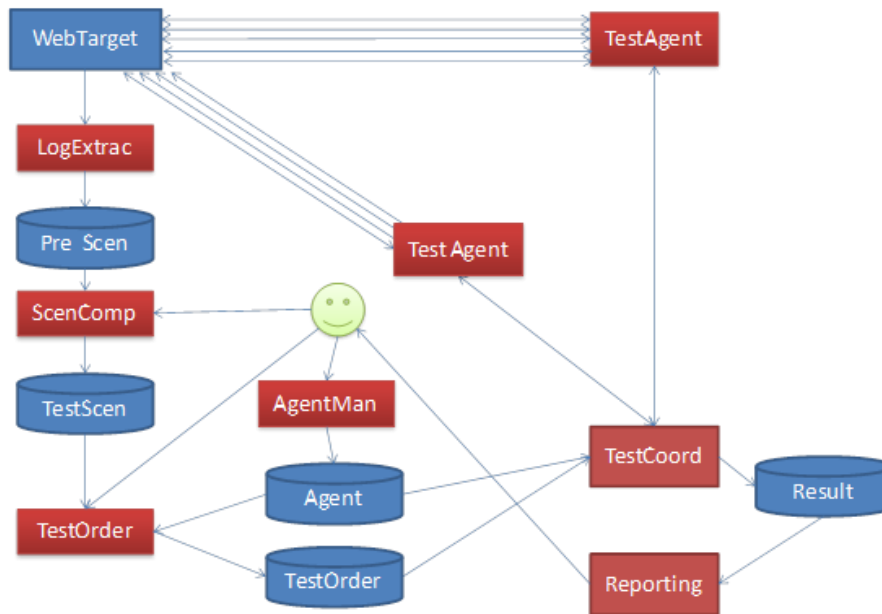 WebTarget
TestAgent
LogExtrac
Pre Scen
Test Agent
ScenComp
AgentMan
TestScen
TestCoord
Result
Agent
TestOrder
TestOrder
Reporting